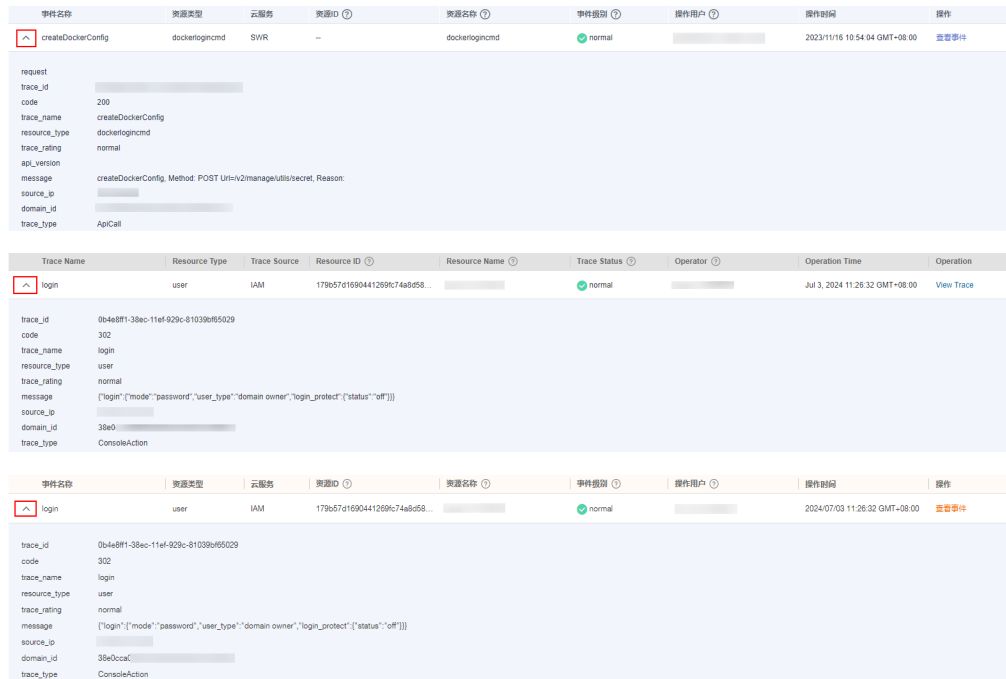 事件名称 资源类型 云服务 资源ID ? 资源名称 ? 事件级别 ? 操作用户 ? 操作时间 操作
createDockerConfig dockerlogincmd SWR -- dockerlogincmd normal 2023/11/16 10:54:04 GMT+08:00 查看事件
request
trace_id
code 200
trace_name createDockerConfig
resource_type dockerlogincmd
trace_rating normal
api_version
message createDockerConfig, Method: POST Url=/v2/manage/utils/secret, Reason:
source_ip
domain_id
trace_type ApiCall
Trace Name Resource Type Trace Source Resource ID ? Resource Name ? Trace Status ? Operator ? Operation Time Operation
login user IAM 179b57d1690441269fc74a8d58... normal Jul 3, 2024 11:26:32 GMT+08:00 View Trace
trace_id 0b4e8ff1-38ec-11ef-929c-81039bf65029
code 302
trace_name login
resource_type user
trace_rating normal
message {"login":{"mode":"password","user_type":"domain owner","login_protect":{"status":"off"}}}
source_ip
domain_id 38e0
trace_type ConsoleAction
事件名称 资源类型 云服务 资源ID ? 资源名称 ? 事件级别 ? 操作用户 ? 操作时间 操作
login user IAM 179b57d1690441269fc74a8d58... normal 2024/07/03 11:26:32 GMT+08:00 查看事件
trace_id 0b4e8ff1-38ec-11ef-929c-81039bf65029
code 302
trace_name login
resource_type user
trace_rating normal
message {"login":{"mode":"password","user_type":"domain owner","login_protect":{"status":"off"}}}
source_ip
domain_id 38e0cca
trace_type ConsoleAction